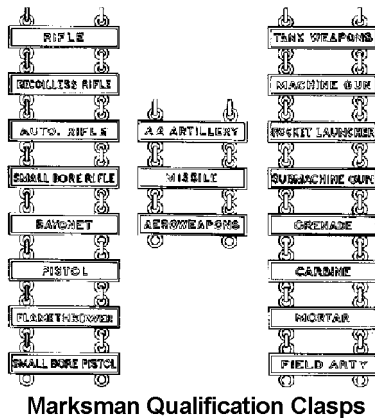 RIFLE
RECOILLESS RIFLE
AUTO. RIFLE
SMALL BORE RIFLE
BAYONET
PISTOL
FLAMETHROWER
SMALL BORE PISTOL
AA ARTILLERY
MISSILE
AEROWEAPONS
TANK WEAPONS
MACHINE GUN
ROCKET LAUNCHER
SUBMACHINE GUN
GRENADE
CARBINE
MORTAR
FIELD ARTY
Marksman Qualification Clasps